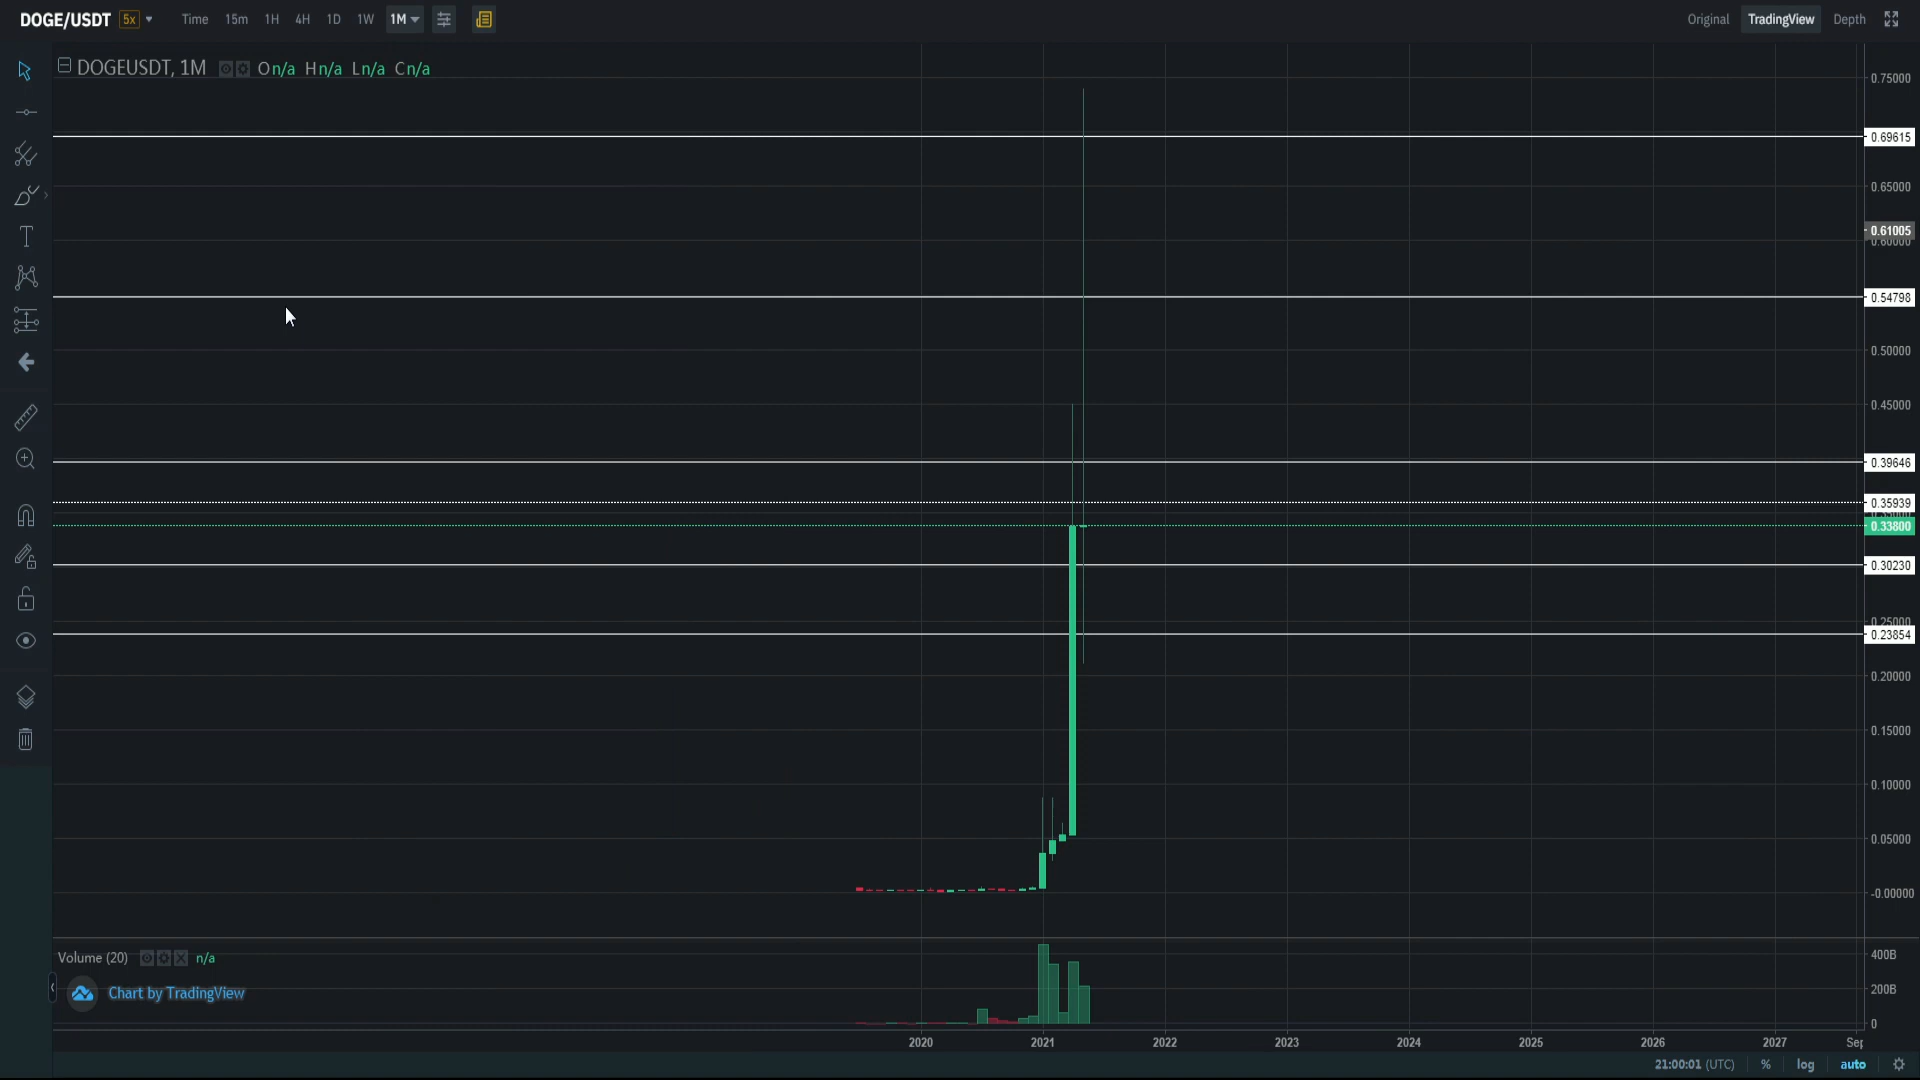 DOGE/USDT 5x Time 15m 1H 4H 1D 1W 1M Original TradingView Depth
DOGEUSDT, 1M On/a Hn/a Ln/a Cn/a
0.75000
0.69615
0.65000
0.61005
0.60000
0.54798
0.50000
0.45000
0.39646
0.35939
0.33800
0.30230
0.25000
0.23854
0.20000
0.15000
0.10000
0.05000
-0.00000
Volume (20) n/a
400B
Chart by TradingView
200B
0
2020 2021 2022 2023 2024 2025 2026 2027 Sep
21:00:01 (UTC) % log auto